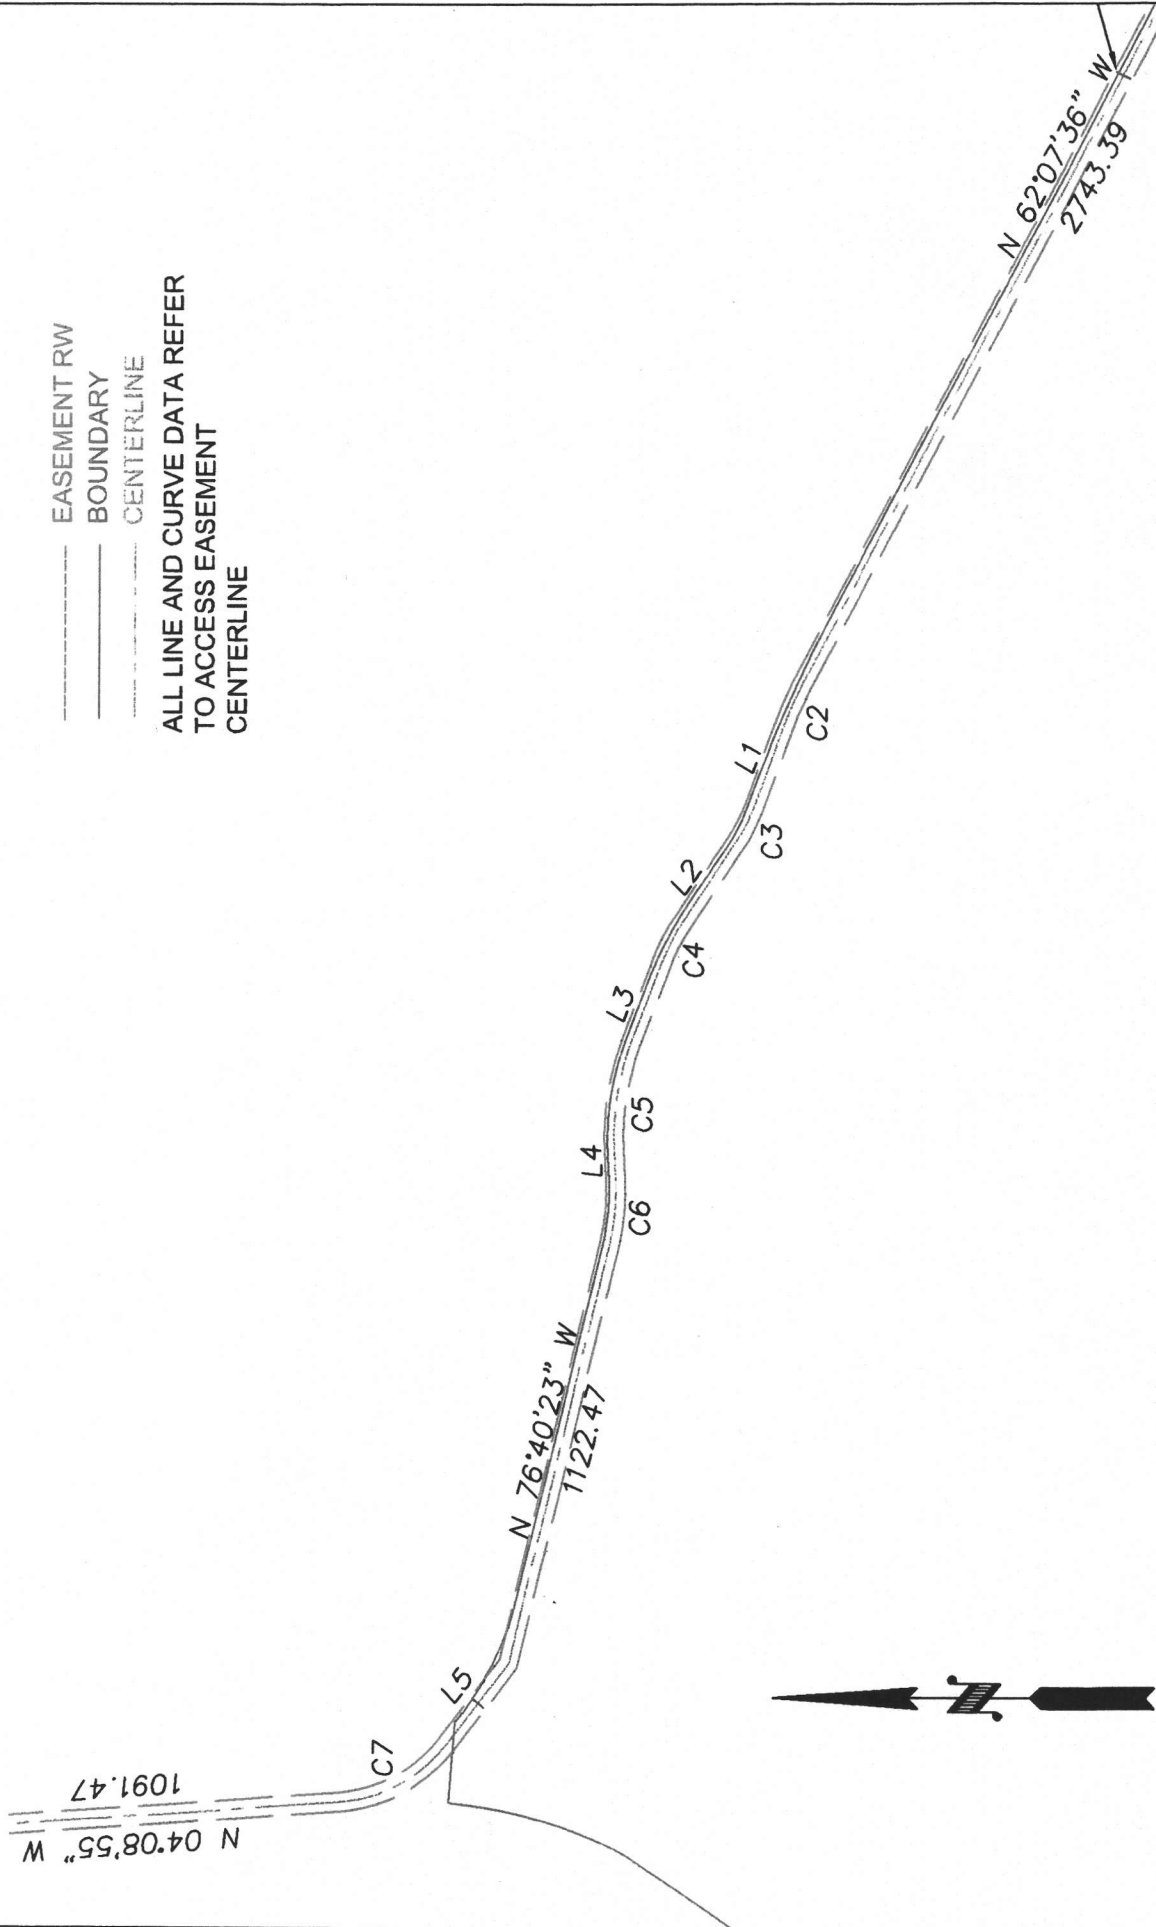 EASEMENT RW
BOUNDARY
CENTERLINE
ALL LINE AND CURVE DATA REFER
TO ACCESS EASEMENT
CENTERLINE
N 04°08'55" W
1091.47
C7
L5
N 76°40'23" W
1122.47
C6
L4
C5
L3
C4
L2
C3
L1
C2
N 62°07'36" W
2743.39
N